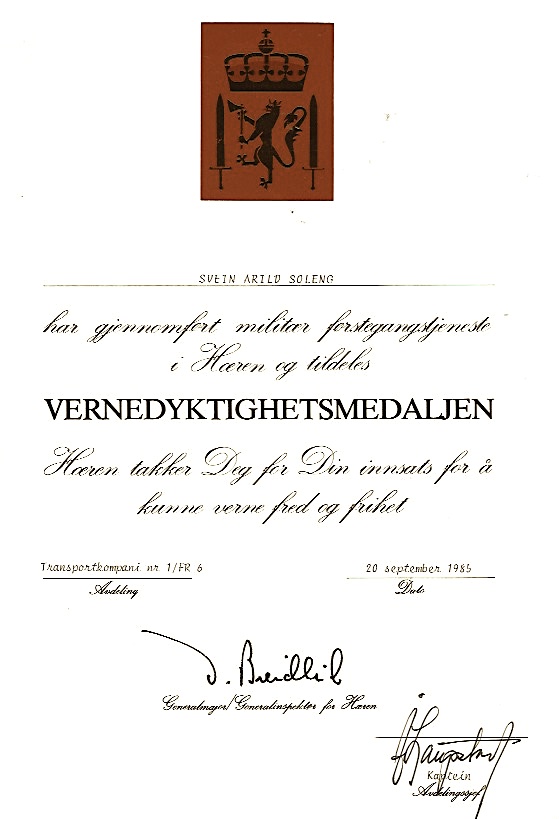 SVEIN ARILD SOLENG
har gjennomført militær førstegangstjeneste
i Hæren og tildeles
VERNEDYKTIGHETSMEDALJEN
Hæren takker Deg for Din innsats for å
kunne verne fred og frihet
Transportkompani nr 1/FR 6
Avdeling
20 september 1985
Dato
Generalmajor/Generalinspektør for Hæren
Kaptein
Avdelingssjef